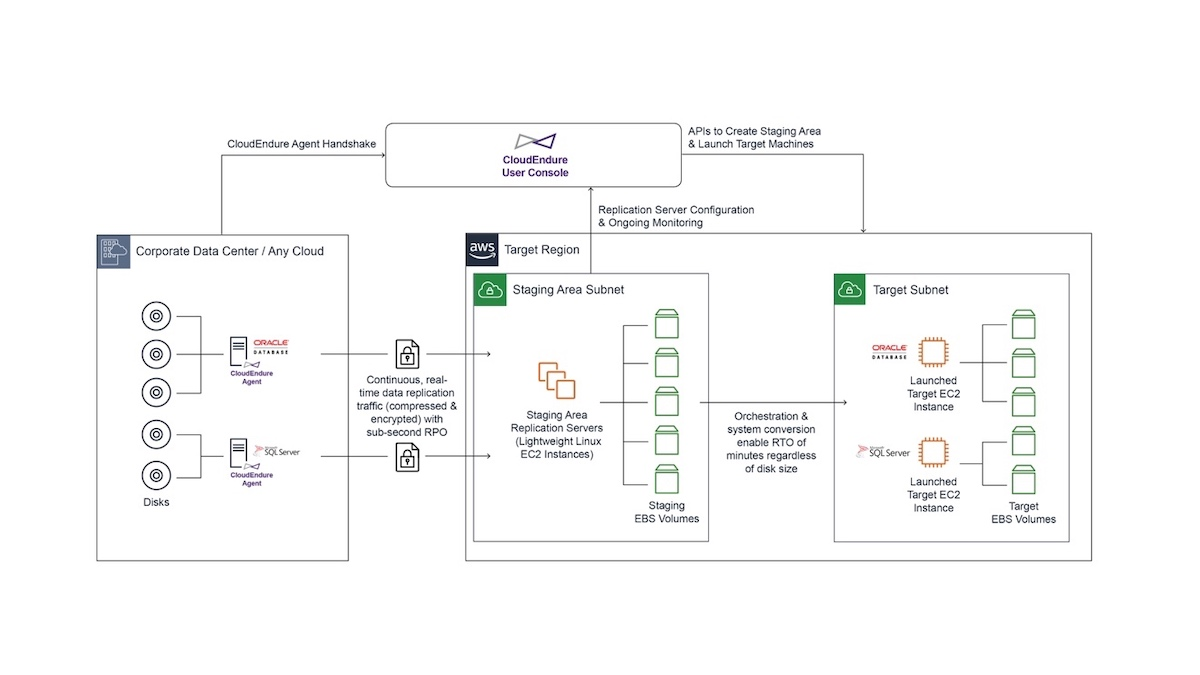 CloudEndure Agent Handshake
CloudEndure
User Console
APIs to Create Staging Area
& Launch Target Machines
Replication Server Configuration
& Ongoing Monitoring
Corporate Data Center / Any Cloud
ORACLE
DATABASE
CloudEndure
Agent
Microsoft
SQL Server
CloudEndure
Agent
Disks
Continuous, real-
time data replication
traffic (compressed &
encrypted) with
sub-second RPO
aws
Target Region
Staging Area Subnet
Staging Area
Replication Servers
(Lightweight Linux
EC2 Instances)
Staging
EBS Volumes
Orchestration &
system conversion
enable RTO of
minutes regardless
of disk size
Target Subnet
ORACLE
DATABASE
Launched
Target EC2
Instance
Microsoft
SQL Server
Launched
Target EC2
Instance
Target
EBS Volumes